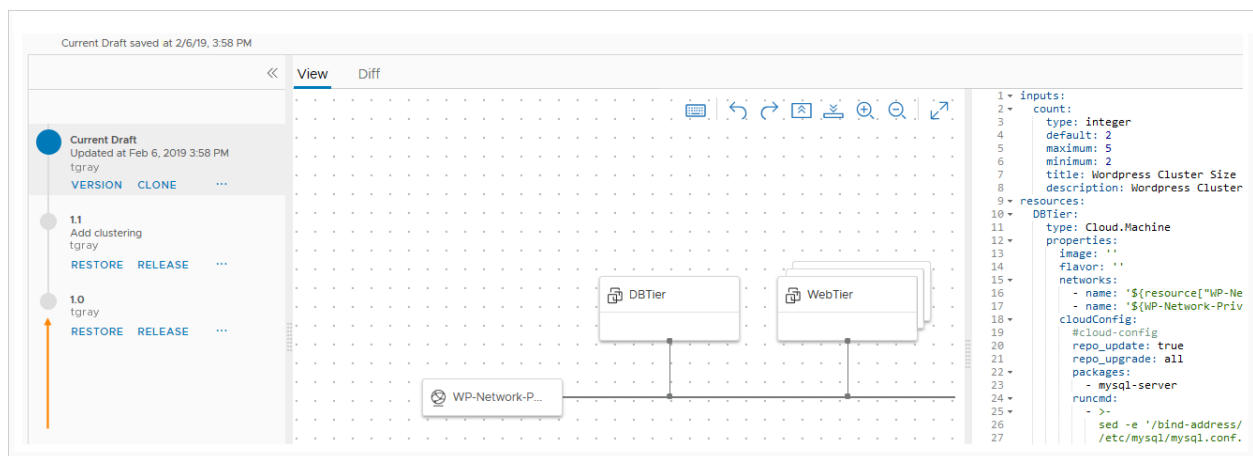 Current Draft saved at 2/6/19, 3:58 PM
View Diff
Current Draft
Updated at Feb 6, 2019 3:58 PM
tgray
VERSION CLONE ...
1.1
Add clustering
tgray
RESTORE RELEASE ...
1.0
tgray
RESTORE RELEASE ...
DBTier
WebTier
WP-Network-P...
1 inputs:
2 count:
3 type: integer
4 default: 2
5 maximum: 5
6 minimum: 2
7 title: Wordpress Cluster Size
8 description: Wordpress Cluster
9 resources:
10 DBTier:
11 type: Cloud.Machine
12 properties:
13 image: ''
14 flavor: ''
15 networks:
16 - name: '${resource["WP-Ne
17 - name: '${WP-Network-Priv
18 cloudConfig:
19 #cloud-config
20 repo_update: true
21 repo_upgrade: all
22 packages:
23 - mysql-server
24 runcmd:
25 - >-
26 sed -e '/bind-address/
27 /etc/mysql/mysql.conf.